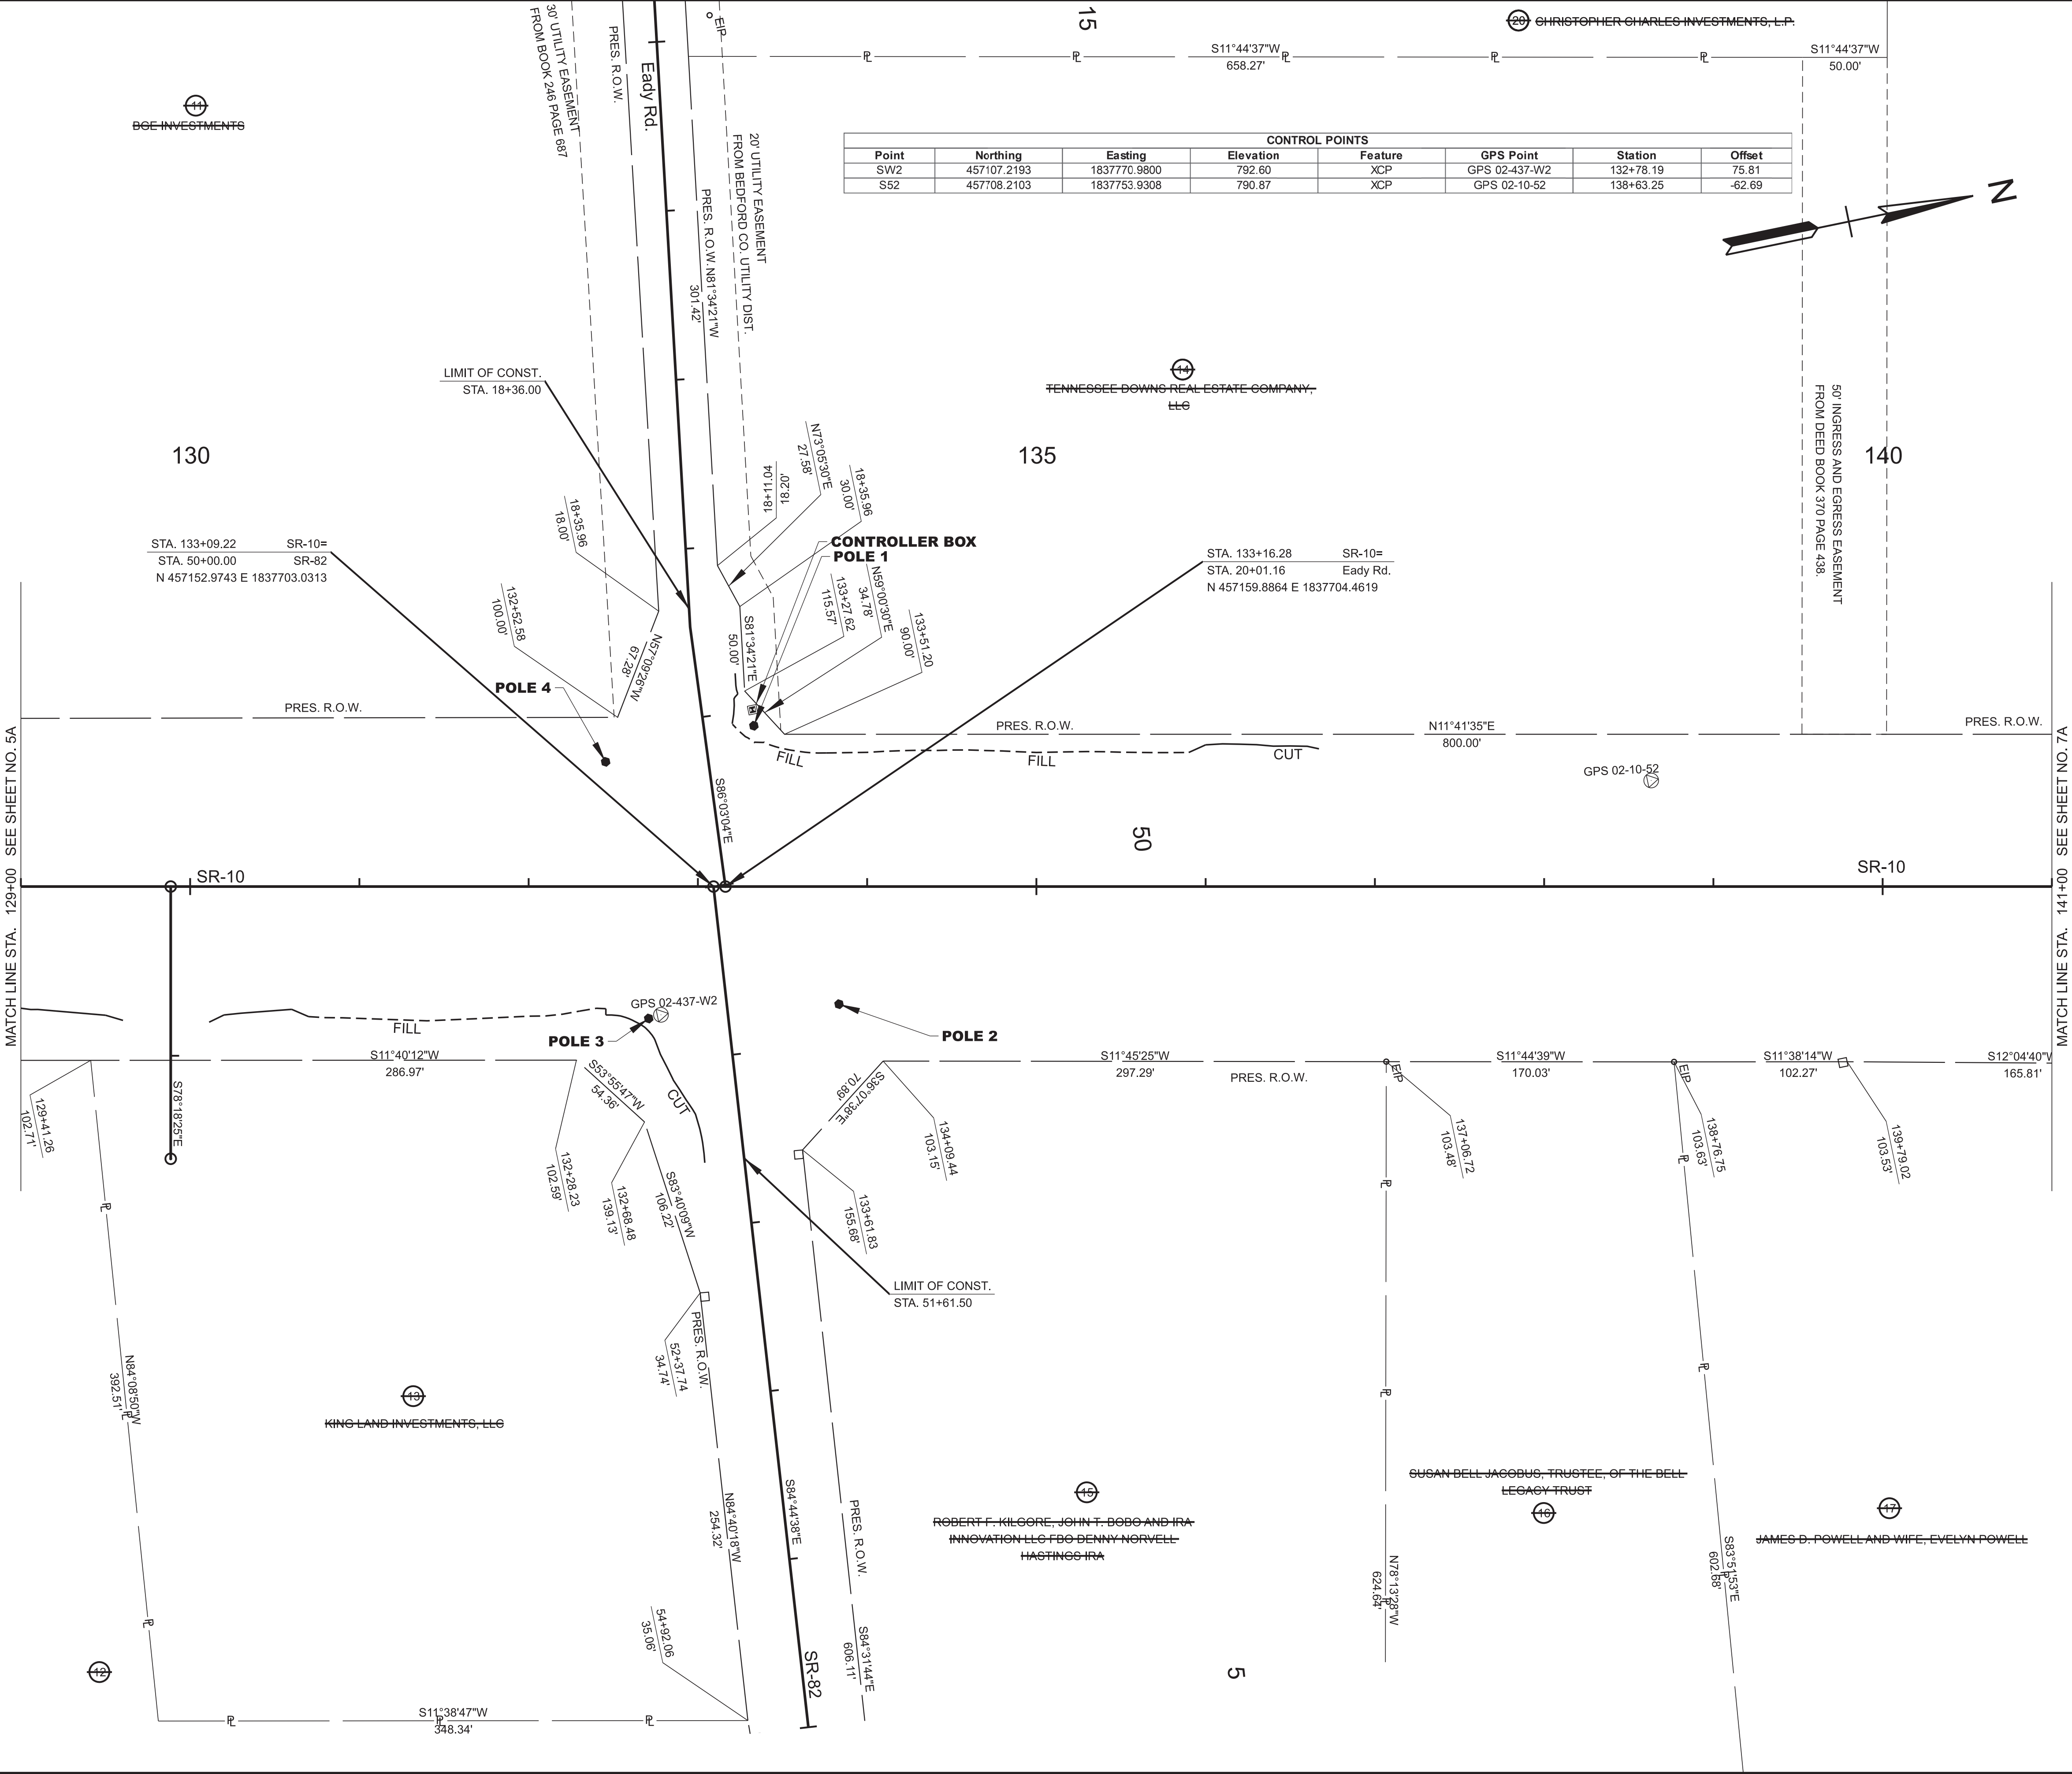 15
20 CHRISTOPHER CHARLES INVESTMENTS, L.P.
EIP
S11°44'37"W
658.27'
S11°44'37"W
50.00'
30' UTILITY EASEMENT
FROM BOOK 246 PAGE 687
PRES. R.O.W.
Eady Rd.
11
BGE INVESTMENTS
20' UTILITY EASEMENT
FROM BEDFORD CO. UTILITY DIST.
PRES. R.O.W. N81°34'21"W
301.42'
CONTROL POINTS
Point Northing Easting Elevation Feature GPS Point Station Offset
SW2 457107.2193 1837770.9800 792.60 XCP GPS 02-437-W2 132+78.19 75.81
S52 457708.2103 1837753.9308 790.87 XCP GPS 02-10-52 138+63.25 -62.69
N
LIMIT OF CONST.
STA. 18+36.00
14
TENNESSEE DOWNS REAL ESTATE COMPANY,
LLC
50' INGRESS AND EGRESS EASEMENT
FROM DEED BOOK 370 PAGE 438.
130
135
140
N73°05'30"E
27.58'
18+11.04
18.20'
18+35.96
30.00'
18+35.96
18.00'
STA. 133+09.22 SR-10=
STA. 50+00.00 SR-82
N 457152.9743 E 1837703.0313
CONTROLLER BOX
POLE 1
STA. 133+16.28 SR-10=
STA. 20+01.16 Eady Rd.
N 457159.8864 E 1837704.4619
132+52.58
100.00'
133+27.62
115.57'
N59°00'30"E
34.78'
133+51.20
90.00'
S81°34'21"E
50.00'
N57°09'26"W
67.28'
POLE 4
PRES. R.O.W.
PRES. R.O.W.
N11°41'35"E
800.00'
PRES. R.O.W.
FILL
FILL
CUT
GPS 02-10-52
S86°03'04"E
50
MATCH LINE STA. 129+00 SEE SHEET NO. 5A
SR-10
SR-10
MATCH LINE STA. 141+00 SEE SHEET NO. 7A
GPS 02-437-W2
FILL
POLE 3
POLE 2
S11°40'12"W
286.97'
S53°55'47"W
54.36'
CUT
S36°07'38"E
70.89'
S11°45'25"W
297.29'
PRES. R.O.W.
EIP
S11°44'39"W
170.03'
EIP
S11°38'14"W
102.27'
S12°04'40"W
165.81'
129+41.26
102.71'
S78°18'25"E
132+28.23
102.59'
132+68.48
139.13'
S83°40'09"W
106.22'
134+09.44
103.15'
133+61.83
155.68'
137+06.72
103.48'
138+76.75
103.63'
139+79.02
103.53'
LIMIT OF CONST.
STA. 51+61.50
52+37.74
34.74'
PRES. R.O.W.
N84°08'50"W
392.51'
13
KING LAND INVESTMENTS, LLC
N84°40'18"W
254.32'
S84°44'38"E
PRES. R.O.W.
15
ROBERT F. KILGORE, JOHN T. BOBO AND IRA
INNOVATION LLC FBO DENNY NORVELL
HASTINGS IRA
SUSAN BELL JACOBUS, TRUSTEE, OF THE BELL
LEGACY TRUST
16
17
JAMES D. POWELL AND WIFE, EVELYN POWELL
N78°13'28"W
624.64'
S83°51'53"E
602.68'
12
54+92.06
35.06'
SR-82
S84°31'44"E
606.11'
5
S11°38'47"W
348.34'